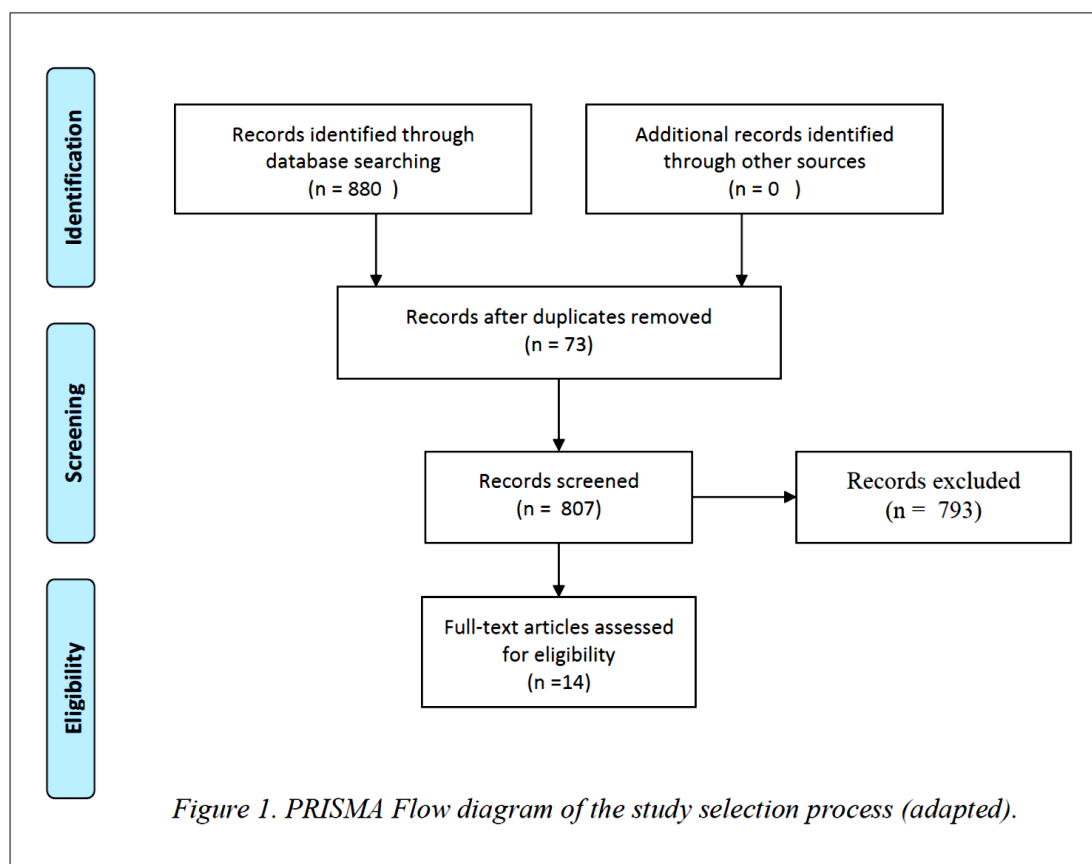 Identification
Records identified through
database searching
(n = 880  )
Additional records identified
through other sources
(n = 0   )
Records after duplicates removed
(n = 73)
Screening
Records screened
(n =  807)
Records excluded
(n =  793)
Eligibility
Full-text articles assessed
for eligibility
(n =14)
Figure 1. PRISMA Flow diagram of the study selection process (adapted).